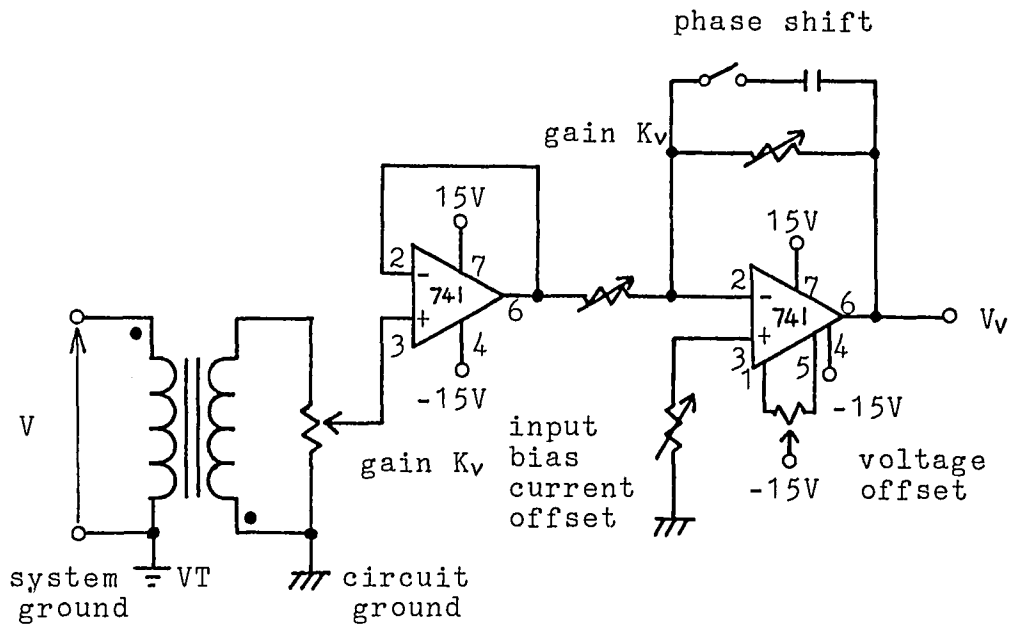 phase shift
gain Kv
15V
15V
2
-
7
741
6
+
3
4
-15V
2
-
7
741
6
+
3
1
5
4
-15V
-15V
Vv
V
gain Kv
input
bias
current
offset
voltage
offset
system
ground
VT
circuit
ground